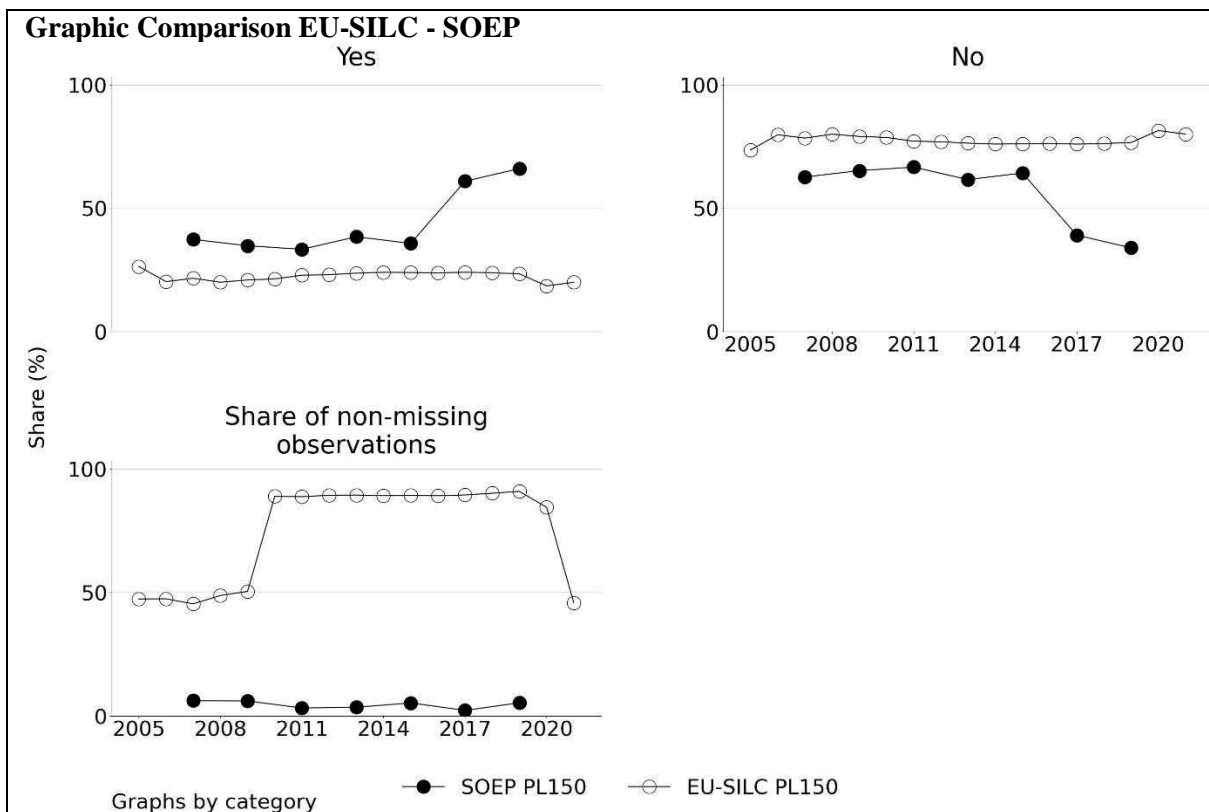 Graphic Comparison EU-SILC - SOEP
Yes
No
100
50
0
100
50
0
2005 2008 2011 2014 2017 2020
Share (%)
Share of non-missing
observations
100
50
0
2005 2008 2011 2014 2017 2020
SOEP PL150 EU-SILC PL150
Graphs by category